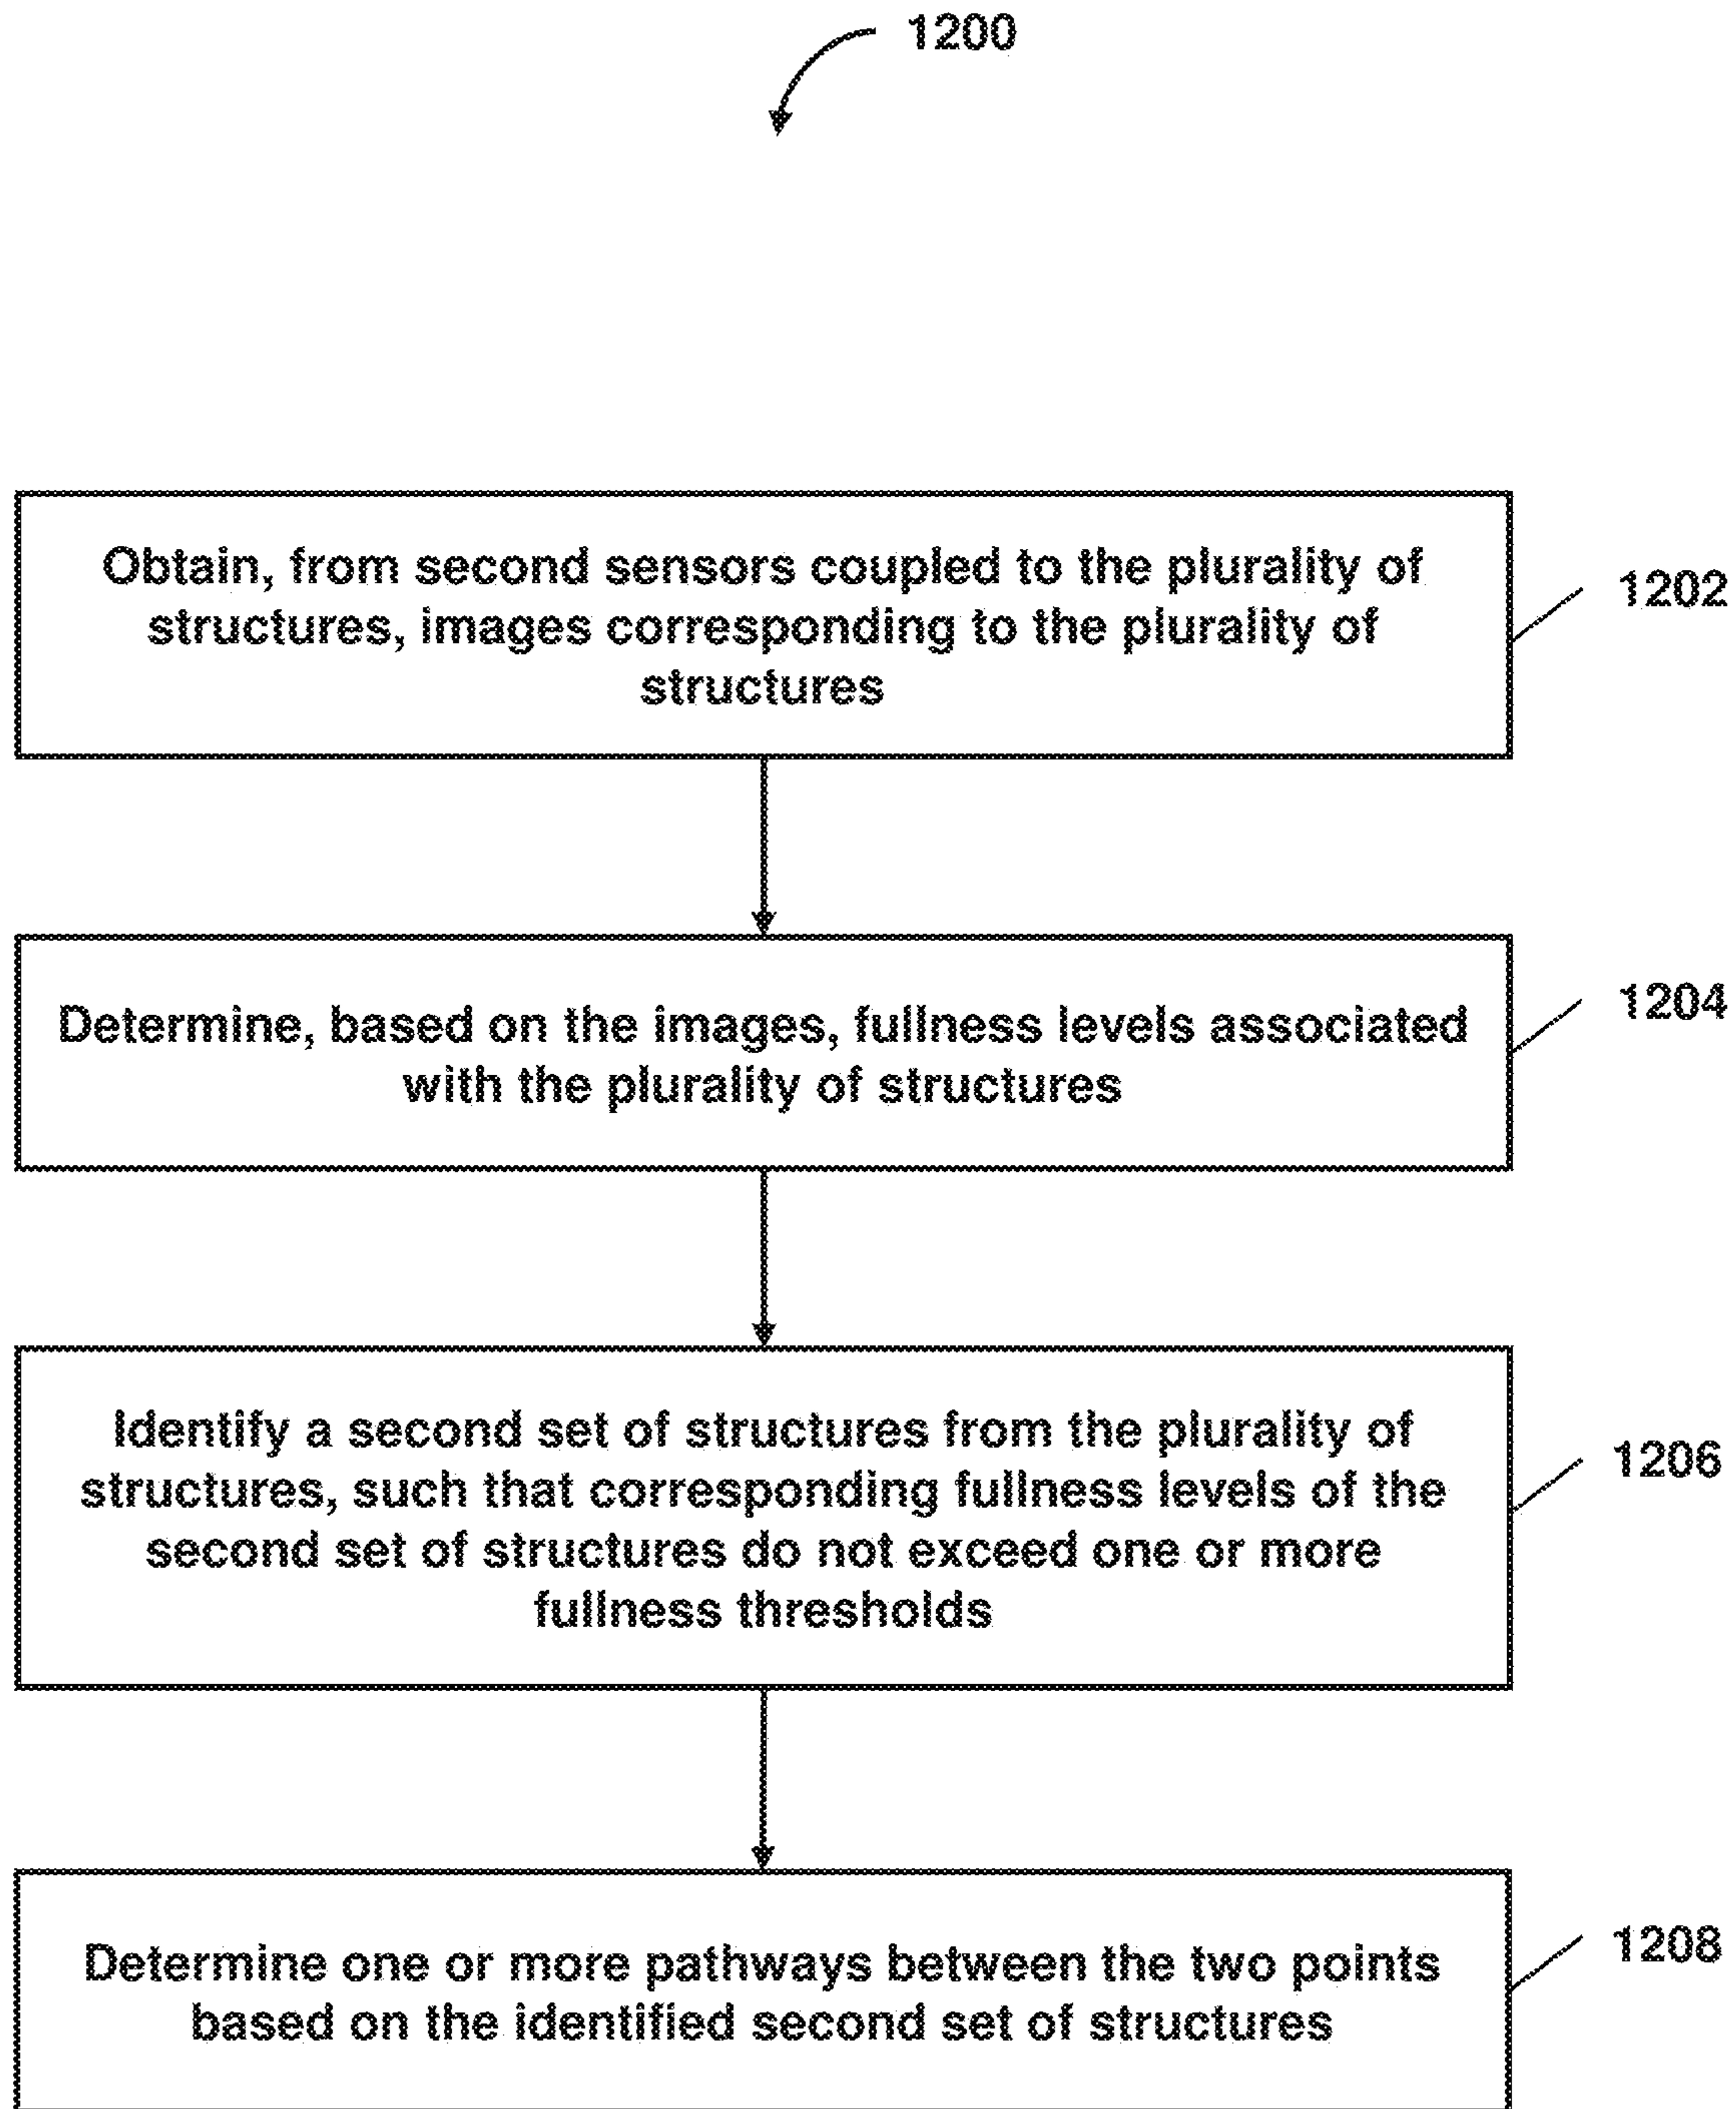 1200
Obtain, from second sensors coupled to the plurality of
structures, images corresponding to the plurality of
structures
1202
Determine, based on the images, fullness levels associated
with the plurality of structures
1204
Identify a second set of structures from the plurality of
structures, such that corresponding fullness levels of the
second set of structures do not exceed one or more
fullness thresholds
1206
Determine one or more pathways between the two points
based on the identified second set of structures
1208